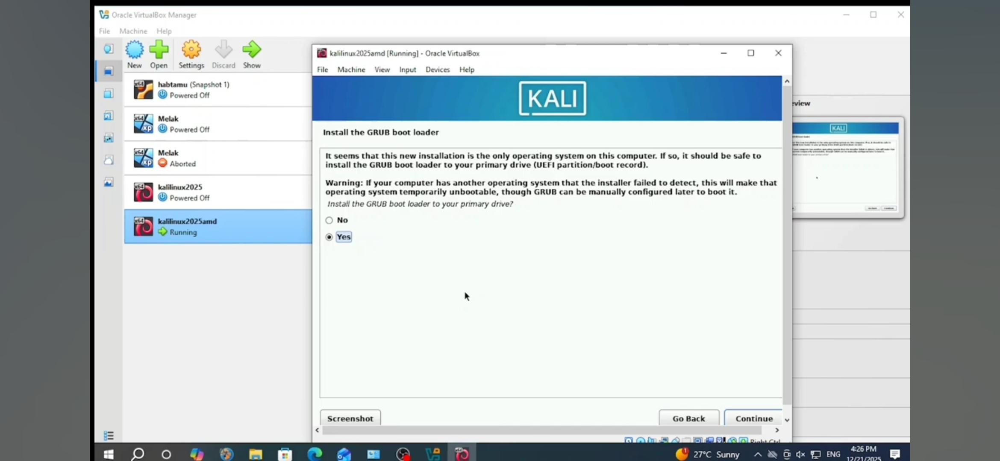 Oracle VirtualBox Manager
File Machine Help
New Open Settings Discard Show
habtamu (Snapshot 1)
Powered Off
Melak
Powered Off
Melak
Aborted
kalilinux2025
Powered Off
kalilinux2025amd
Running
kalilinux2025amd [Running] - Oracle VirtualBox
File Machine View Input Devices Help
KALI
Install the GRUB boot loader
It seems that this new installation is the only operating system on this computer. If so, it should be safe to
install the GRUB boot loader to your primary drive (UEFI partition/boot record).
Warning: If your computer has another operating system that the installer failed to detect, this will make that
operating system temporarily unbootable, though GRUB can be manually configured later to boot it.
Install the GRUB boot loader to your primary drive?
No
Yes
Screenshot Go Back Continue
Right Ctrl
eview
KALI
27°C Sunny
ENG
4:26 PM
12/21/2025